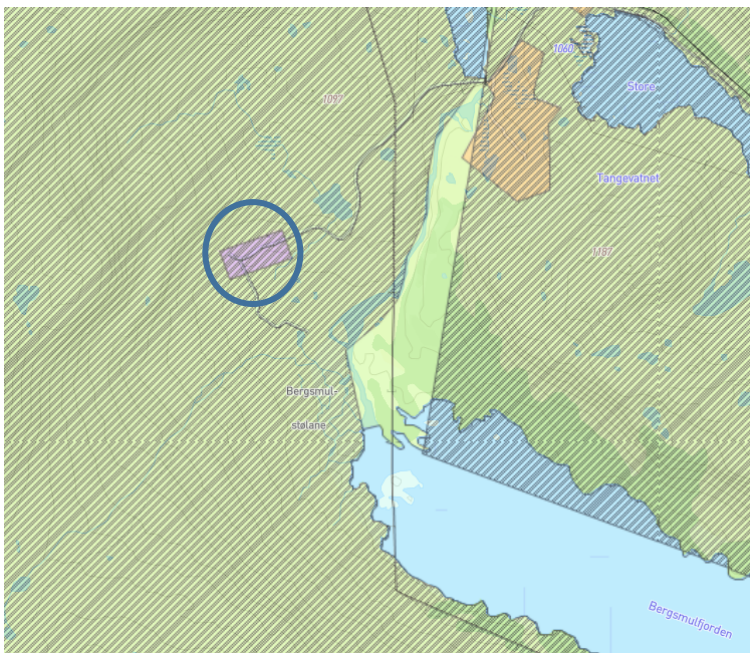 1060
Store
1097
Tangevatnet
1187
Bergsmul-
stølane
Bergsmulfjorden